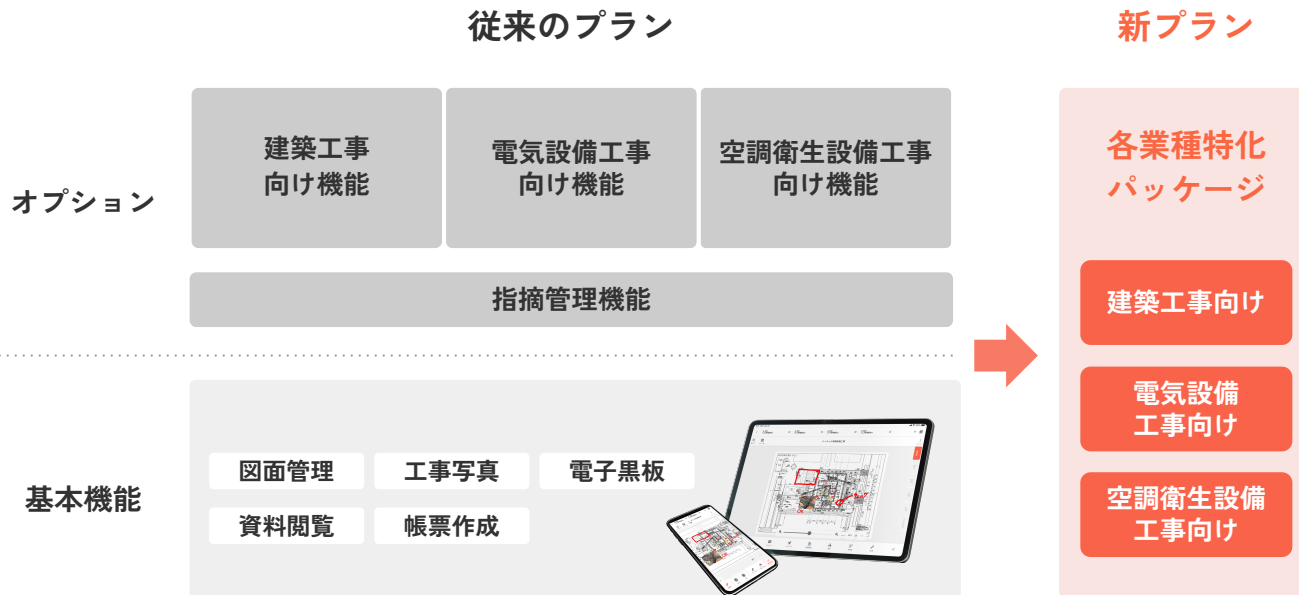 従来のプラン
新プラン
オプション
建築工事
向け機能
電気設備工事
向け機能
空調衛生設備工事
向け機能
指摘管理機能
基本機能
図面管理
工事写真
電子黒板
資料閲覧
帳票作成
各業種特化
パッケージ
建築工事向け
電気設備
工事向け
空調衛生設備
工事向け